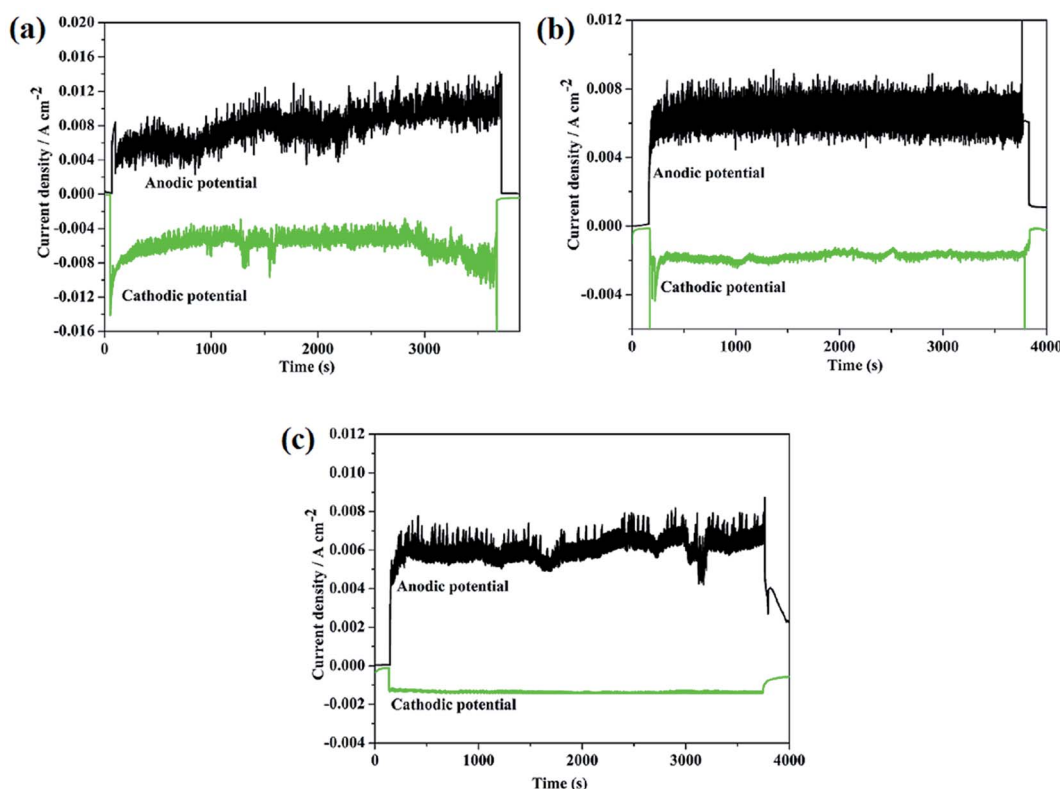 (a)
0.020
0.016
0.012
0.008
0.004
0.000
-0.004
-0.008
-0.012
-0.016
Current density / A cm⁻²
Anodic potential
Cathodic potential
0 1000 2000 3000
Time (s)
(b)
0.012
0.008
0.004
0.000
-0.004
Current density / A cm⁻²
Anodic potential
Cathodic potential
0 1000 2000 3000 4000
Time (s)
(c)
0.012
0.010
0.008
0.006
0.004
0.002
0.000
-0.002
-0.004
Current density / A cm⁻²
Anodic potential
Cathodic potential
0 1000 2000 3000 4000
Time (s)